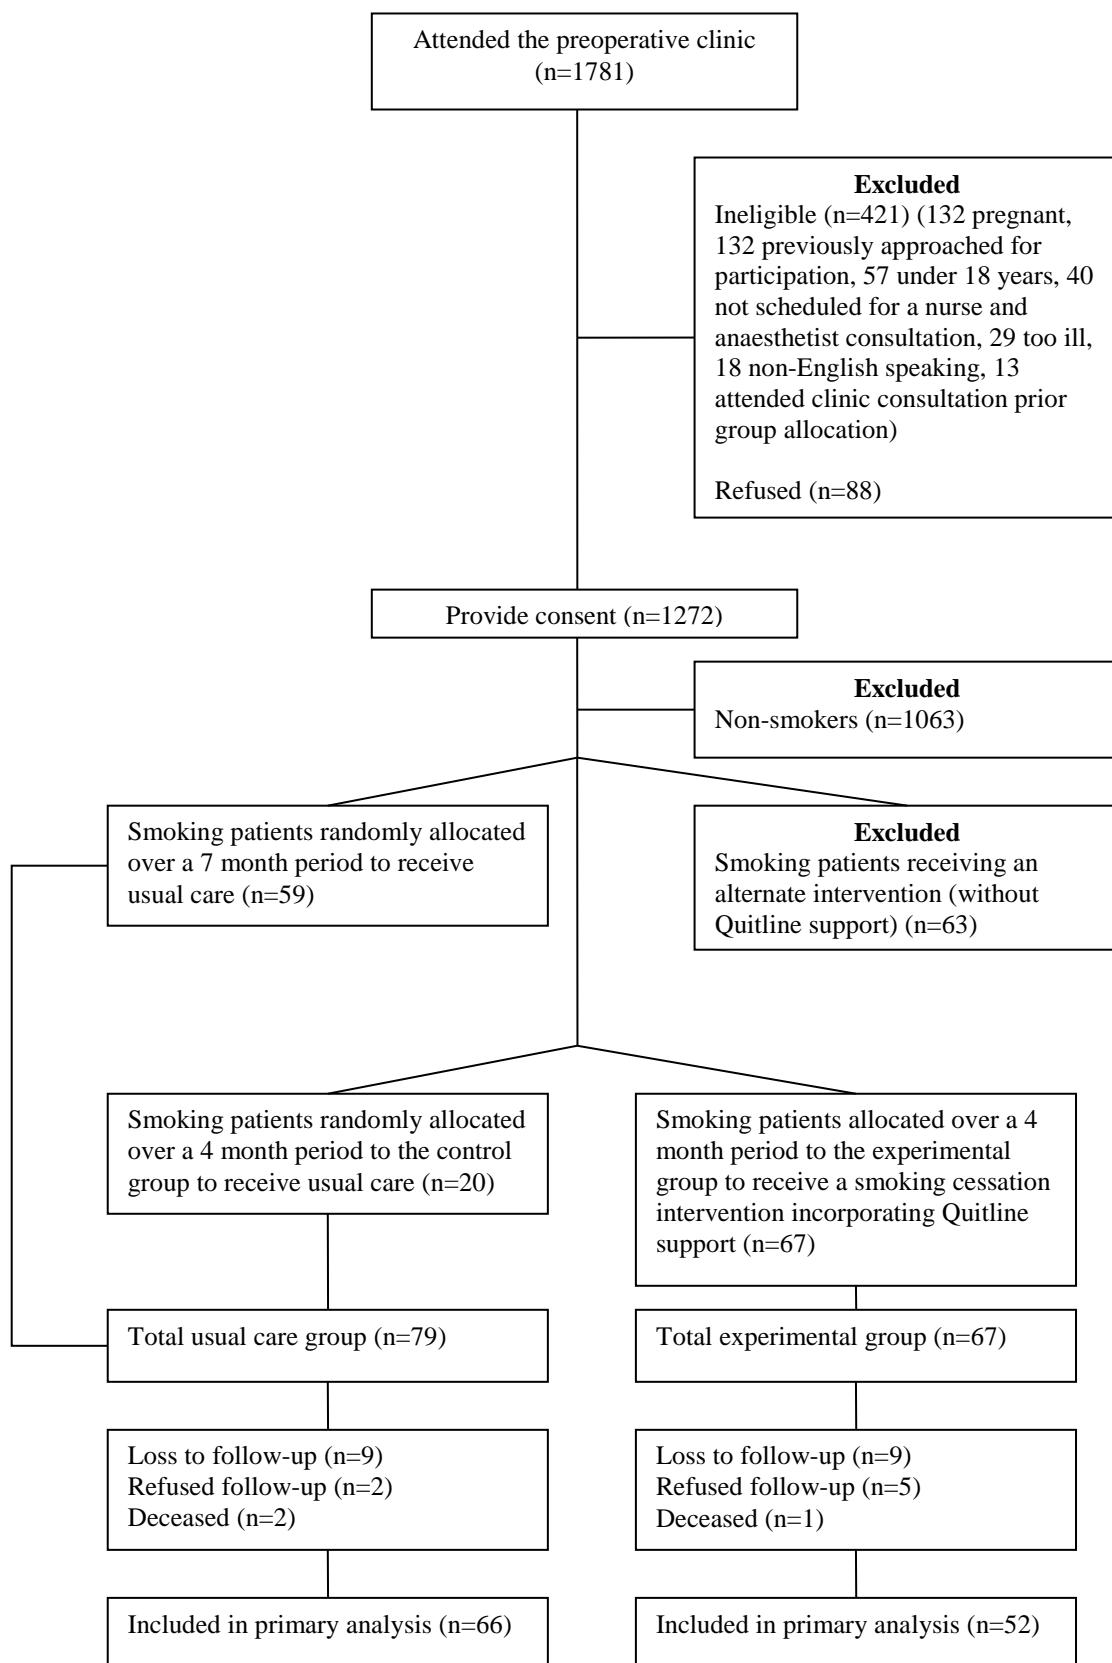 Attended the preoperative clinic
(n=1781)
Excluded
Ineligible (n=421) (132 pregnant,
132 previously approached for
participation, 57 under 18 years, 40
not scheduled for a nurse and
anaesthetist consultation, 29 too ill,
18 non-English speaking, 13
attended clinic consultation prior
group allocation)
Refused (n=88)
Provide consent (n=1272)
Excluded
Non-smokers (n=1063)
Smoking patients randomly allocated
over a 7 month period to receive
usual care (n=59)
Excluded
Smoking patients receiving an
alternate intervention (without
Quitline support) (n=63)
Smoking patients randomly allocated
over a 4 month period to the control
group to receive usual care (n=20)
Smoking patients allocated over a 4
month period to the experimental
group to receive a smoking cessation
intervention incorporating Quitline
support (n=67)
Total usual care group (n=79)
Total experimental group (n=67)
Loss to follow-up (n=9)
Refused follow-up (n=2)
Deceased (n=2)
Loss to follow-up (n=9)
Refused follow-up (n=5)
Deceased (n=1)
Included in primary analysis (n=66)
Included in primary analysis (n=52)